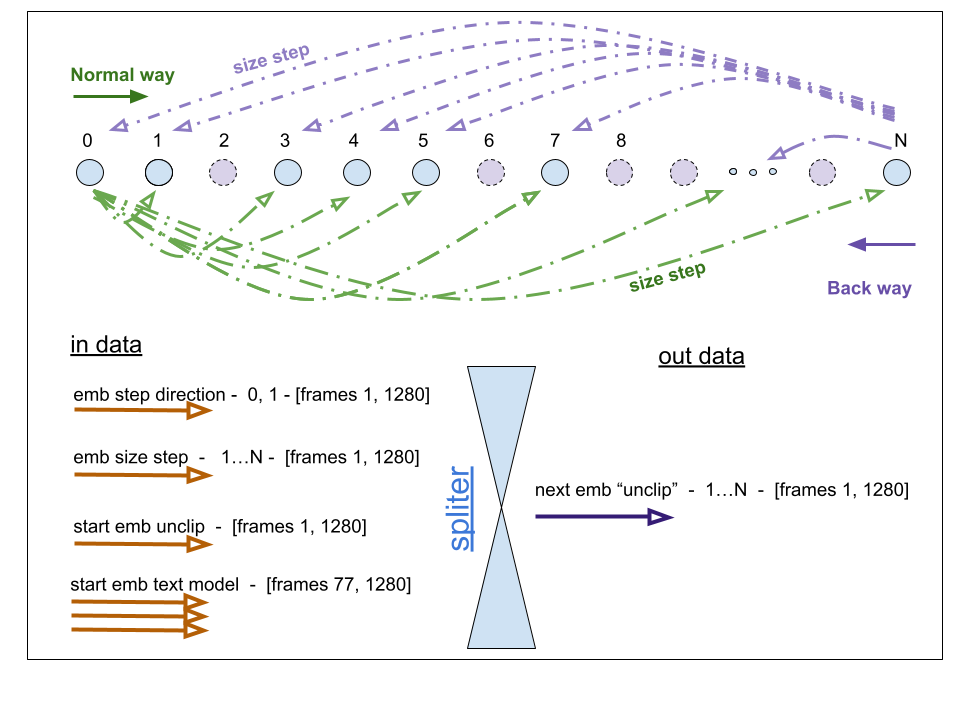 size step
Normal way
0 1 2 3 4 5 6 7 8 N
size step
Back way
in data
out data
emb step direction - 0, 1 - [frames 1, 1280]
emb size step - 1…N - [frames 1, 1280]
spliter
next emb “unclip” - 1…N - [frames 1, 1280]
start emb unclip - [frames 1, 1280]
start emb text model - [frames 77, 1280]